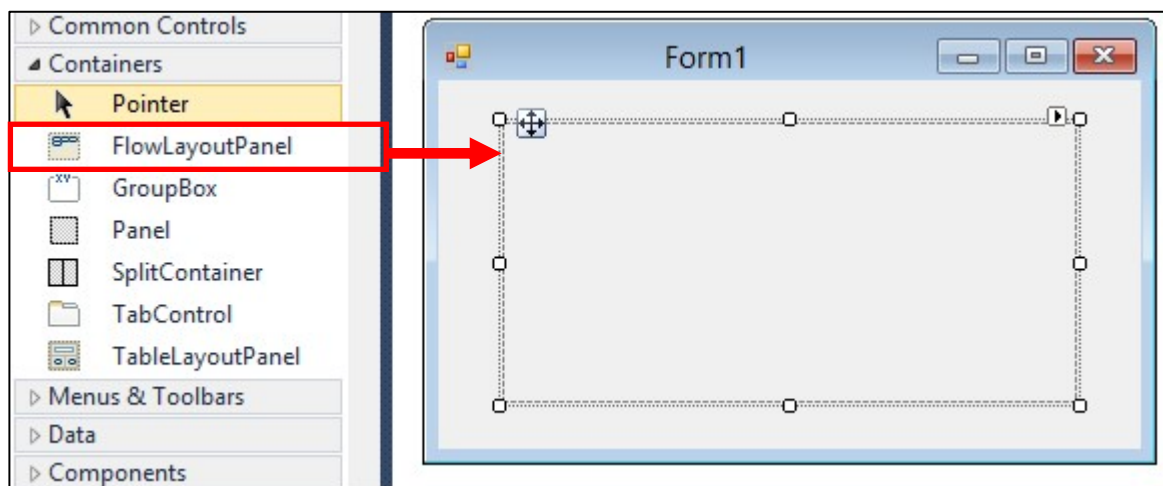 Common Controls
Containers
Pointer
FlowLayoutPanel
GroupBox
Panel
SplitContainer
TabControl
TableLayoutPanel
Menus & Toolbars
Data
Components
Form1